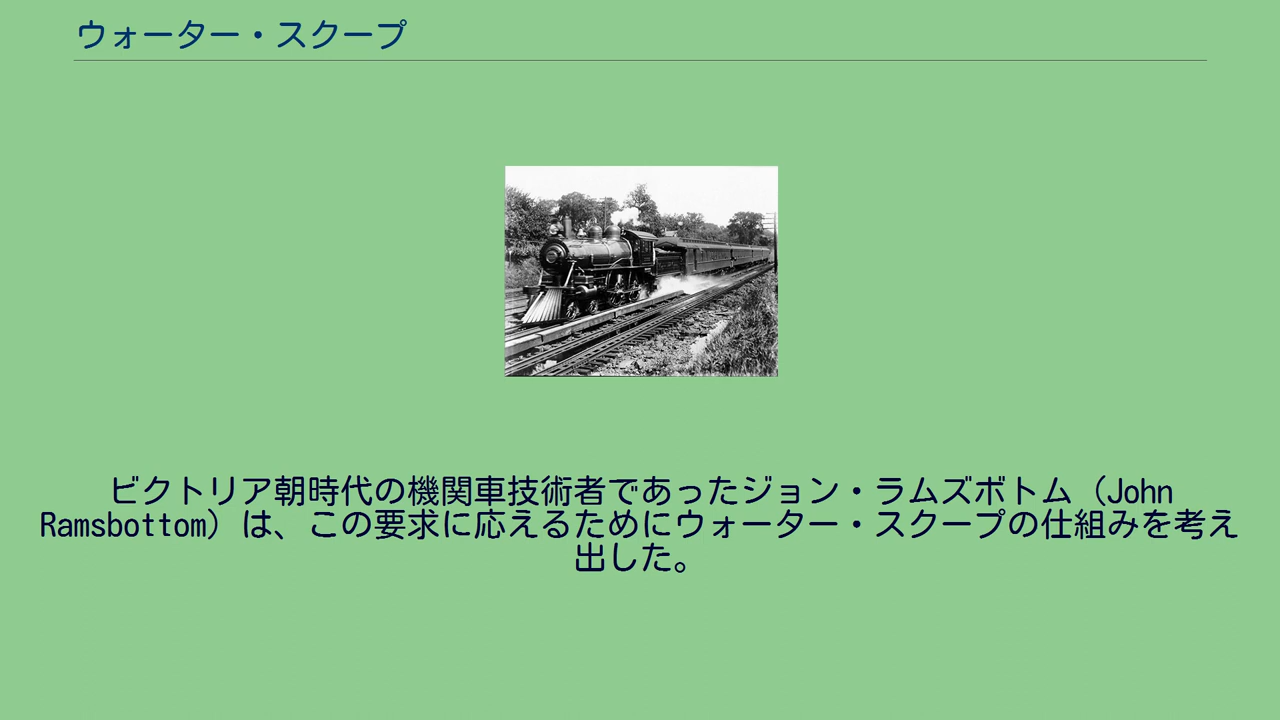 ウォーター・スクープ
ビクトリア朝時代の機関車技術者であったジョン・ラムズボトム（John
Ramsbottom）は、この要求に応えるためにウォーター・スクープの仕組みを考え
出した。